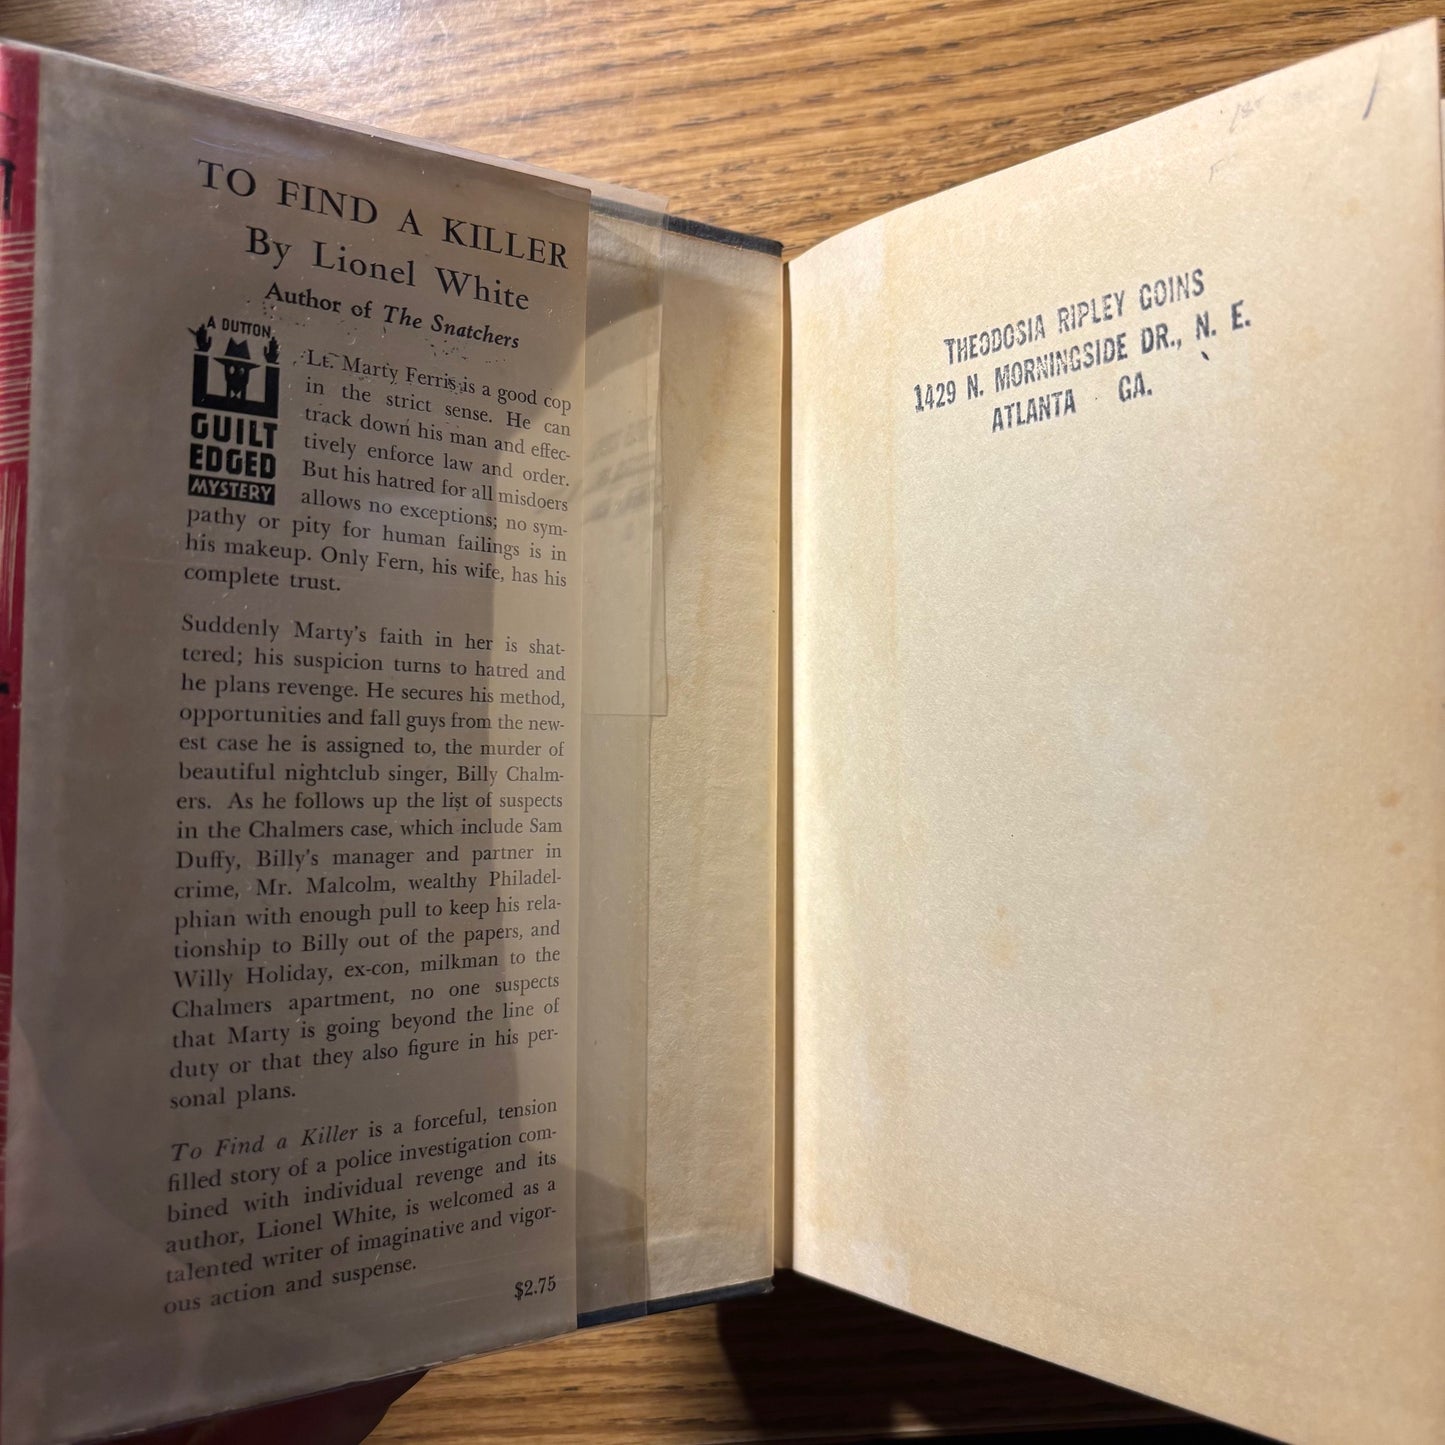 TO FIND A KILLER
By Lionel White
Author of The Snatchers
A DUTTON
GUILT
EDGED
MYSTERY
Lt. Marty Ferris is a good cop
in the strict sense. He can
track down his man and effec-
tively enforce law and order.
But his hatred for all misdoers
allows no exceptions; no sym-
pathy or pity for human failings is in
his makeup. Only Fern, his wife, has his
complete trust.
Suddenly Marty's faith in her is shat-
tered; his suspicion turns to hatred and
he plans revenge. He secures his method,
opportunities and fall guys from the new-
est case he is assigned to, the murder of
beautiful nightclub singer, Billy Chalm-
ers. As he follows up the list of suspects
in the Chalmers case, which include Sam
Duffy, Billy's manager and partner in
crime, Mr. Malcolm, wealthy Philadel-
phian with enough pull to keep his rela-
tionship to Billy out of the papers, and
Willy Holiday, ex-con, milkman to the
Chalmers apartment, no one suspects
that Marty is going beyond the line of
duty or that they also figure in his per-
sonal plans.
To Find a Killer is a forceful, tension
filled story of a police investigation com-
bined with individual revenge and its
author, Lionel White, is welcomed as a
talented writer of imaginative and vigor-
ous action and suspense.
$2.75
THEODOSIA RIPLEY GOINS
1429 N. MORNINGSIDE DR., N. E.
ATLANTA GA.